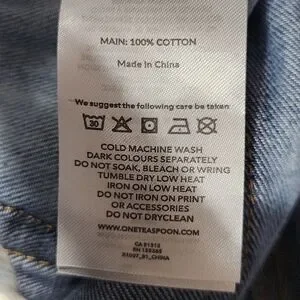 MAIN: 100% COTTON
Made in China
We suggest the following care be taken
30
COLD MACHINE WASH
DARK COLOURS SEPARATELY
DO NOT SOAK, BLEACH OR WRING
TUMBLE DRY LOW HEAT
IRON ON LOW HEAT
DO NOT IRON ON PRINT
OR ACCESSORIES
DO NOT DRYCLEAN
WWW.ONETEASPOON.COM